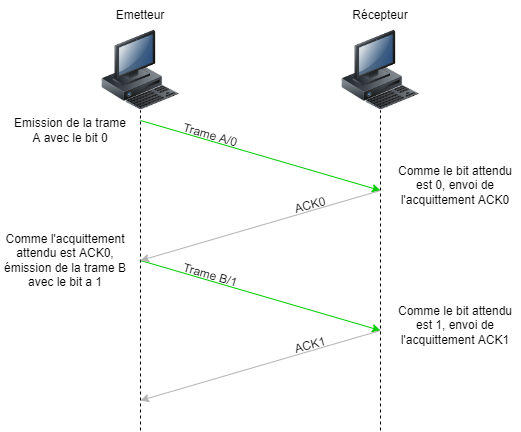 Emetteur
Récepteur
Emission de la trame
A avec le bit 0
Trame A/0
Comme le bit attendu
est 0, envoi de
l'acquittement ACK0
ACK0
Comme l'acquittement
attendu est ACK0,
émission de la trame B
avec le bit a 1
Trame B/1
Comme le bit attendu
est 1, envoi de
l'acquittement ACK1
ACK1